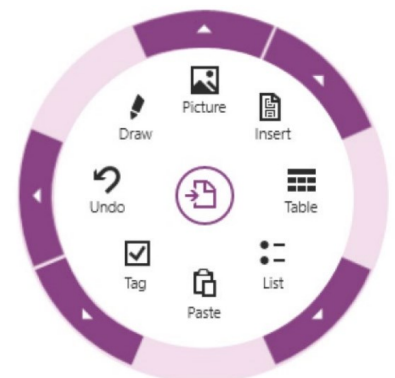 Picture
Draw
Insert
Undo
Table
Tag
List
Paste